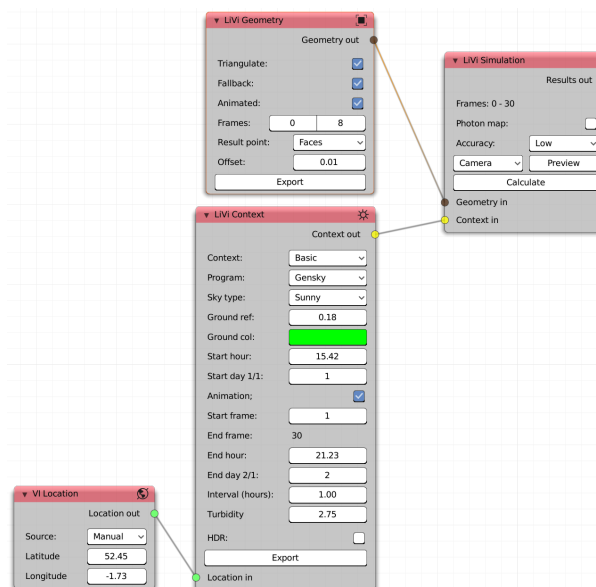 LiVi Geometry
Geometry out
Triangulate:
Fallback:
Animated:
Frames: 0 8
Result point: Faces
Offset: 0.01
Export
LiVi Simulation
Results out
Frames: 0 - 30
Photon map:
Accuracy: Low
Camera Preview
Calculate
Geometry in
Context in
LiVi Context
Context out
Context: Basic
Program: Gensky
Sky type: Sunny
Ground ref: 0.18
Ground col:
Start hour: 15.42
Start day 1/1: 1
Animation;
Start frame: 1
End frame: 30
End hour: 21.23
End day 2/1: 2
Interval (hours): 1.00
Turbidity 2.75
HDR:
Export
Location in
VI Location
Location out
Source: Manual
Latitude 52.45
Longitude -1.73